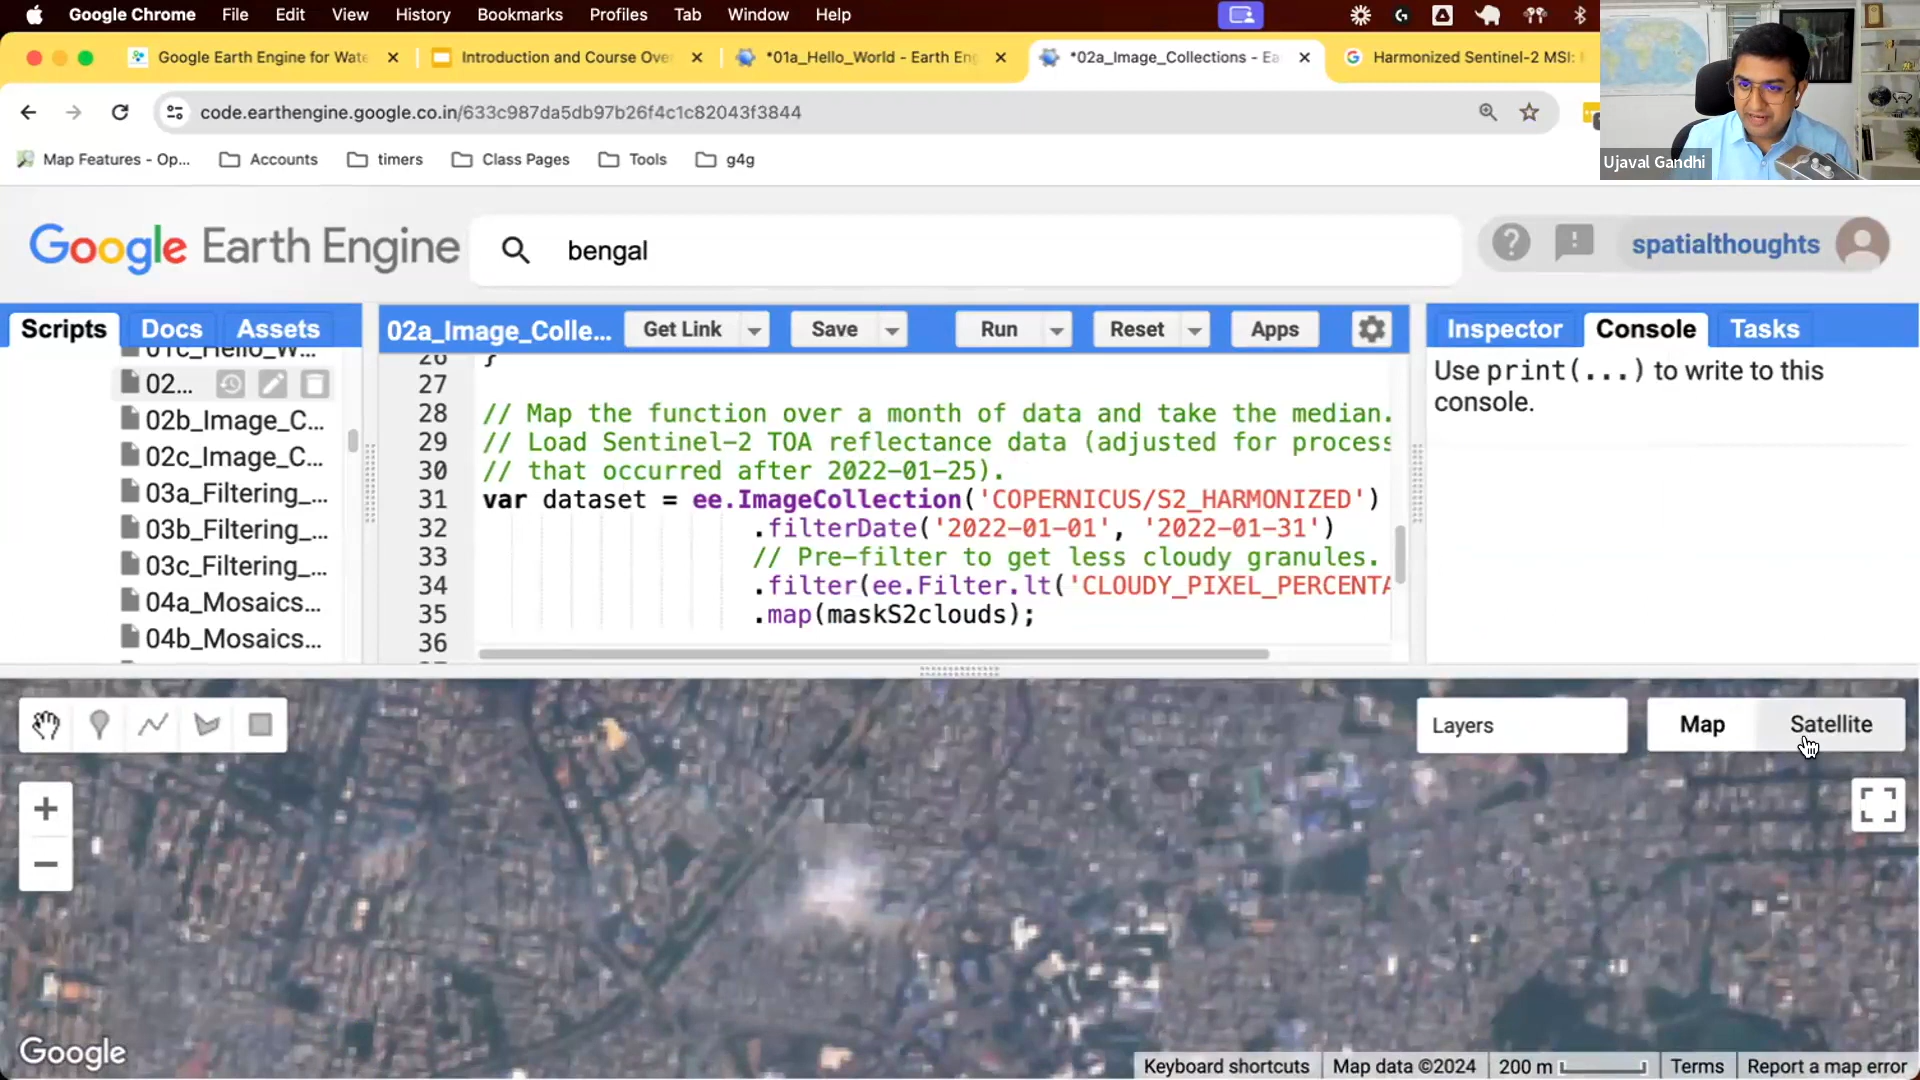 Google Chrome File Edit View History Bookmarks Profiles Tab Window Help
Google Earth Engine for Wate
Introduction and Course Ove
*01a_Hello_World - Earth Eng
*02a_Image_Collections - Ea
Harmonized Sentinel-2 MSI:
code.earthengine.google.co.in/633c987da5db97b26f4c1c82043f3844
Ujaval Gandhi
Map Features - Op... Accounts timers Class Pages Tools g4g
Google Earth Engine
bengal
spatialthoughts
Scripts Docs Assets
02a_Image_Colle... Get Link Save Run Reset Apps
Inspector Console Tasks
01c_Hello_W...
02...
02b_Image_C...
02c_Image_C...
03a_Filtering_...
03b_Filtering_...
03c_Filtering_...
04a_Mosaics...
04b_Mosaics...
26 }
27
28 // Map the function over a month of data and take the median.
29 // Load Sentinel-2 TOA reflectance data (adjusted for process
30 // that occurred after 2022-01-25).
31 var dataset = ee.ImageCollection('COPERNICUS/S2_HARMONIZED')
32 .filterDate('2022-01-01', '2022-01-31')
33 // Pre-filter to get less cloudy granules.
34 .filter(ee.Filter.lt('CLOUDY_PIXEL_PERCENTA
35 .map(maskS2clouds);
36
Use print(...) to write to this
console.
Layers Map Satellite
Google
Keyboard shortcuts Map data ©2024 200 m Terms Report a map error